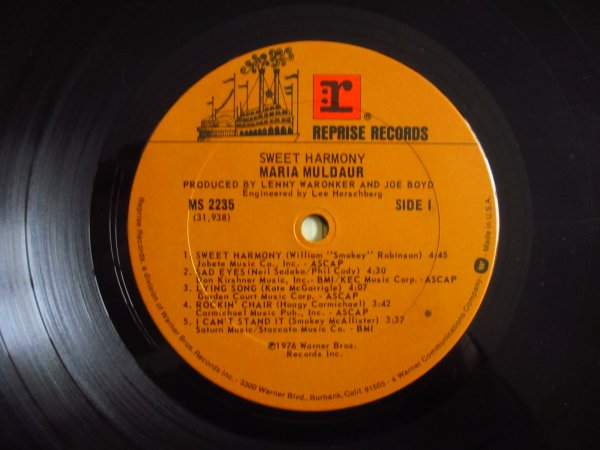 r®
REPRISE RECORDS
SWEET HARMONY
MARIA MULDAUR
PRODUCED BY LENNY WARONKER AND JOE BOYD
Engineered by Lee Herschberg
MS 2235 SIDE 1
(31,938)
1. SWEET HARMONY (William "Smokey" Robinson) 4:45
Jobete Music Co., Inc. - ASCAP
2. SAD EYES (Neil Sedaka/Phil Cody) 4:30
Don Kirshner Music, Inc. - BMI/KEC Music Corp. - ASCAP
3. LYING SONG (Kate McGarrigle) 4:07
Garden Court Music Corp. - ASCAP
4. ROCKIN' CHAIR (Hoagy Carmichael) 3:42
Carmichael Music Pub., Inc. - ASCAP
5. I CAN'T STAND IT (Smokey McAllister) 3:37
Saturn Music/Staccato Music Co. - BMI
℗1976 Warner Bros.
Records Inc.
Reprise Records, a division of Warner Bros. Records Inc. - 3300 Warner Blvd., Burbank, Calif. 91505 - a Warner Communications Company. Made in U.S.A.